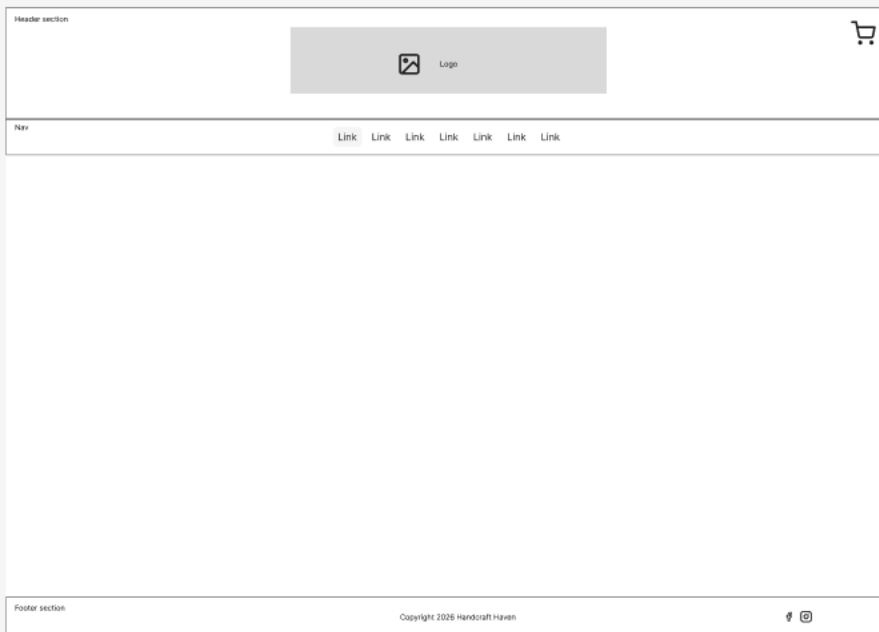 Header section
Logo
Nav
Link Link Link Link Link Link Link
Footer section
Copyright 2026 Handcraft Haven